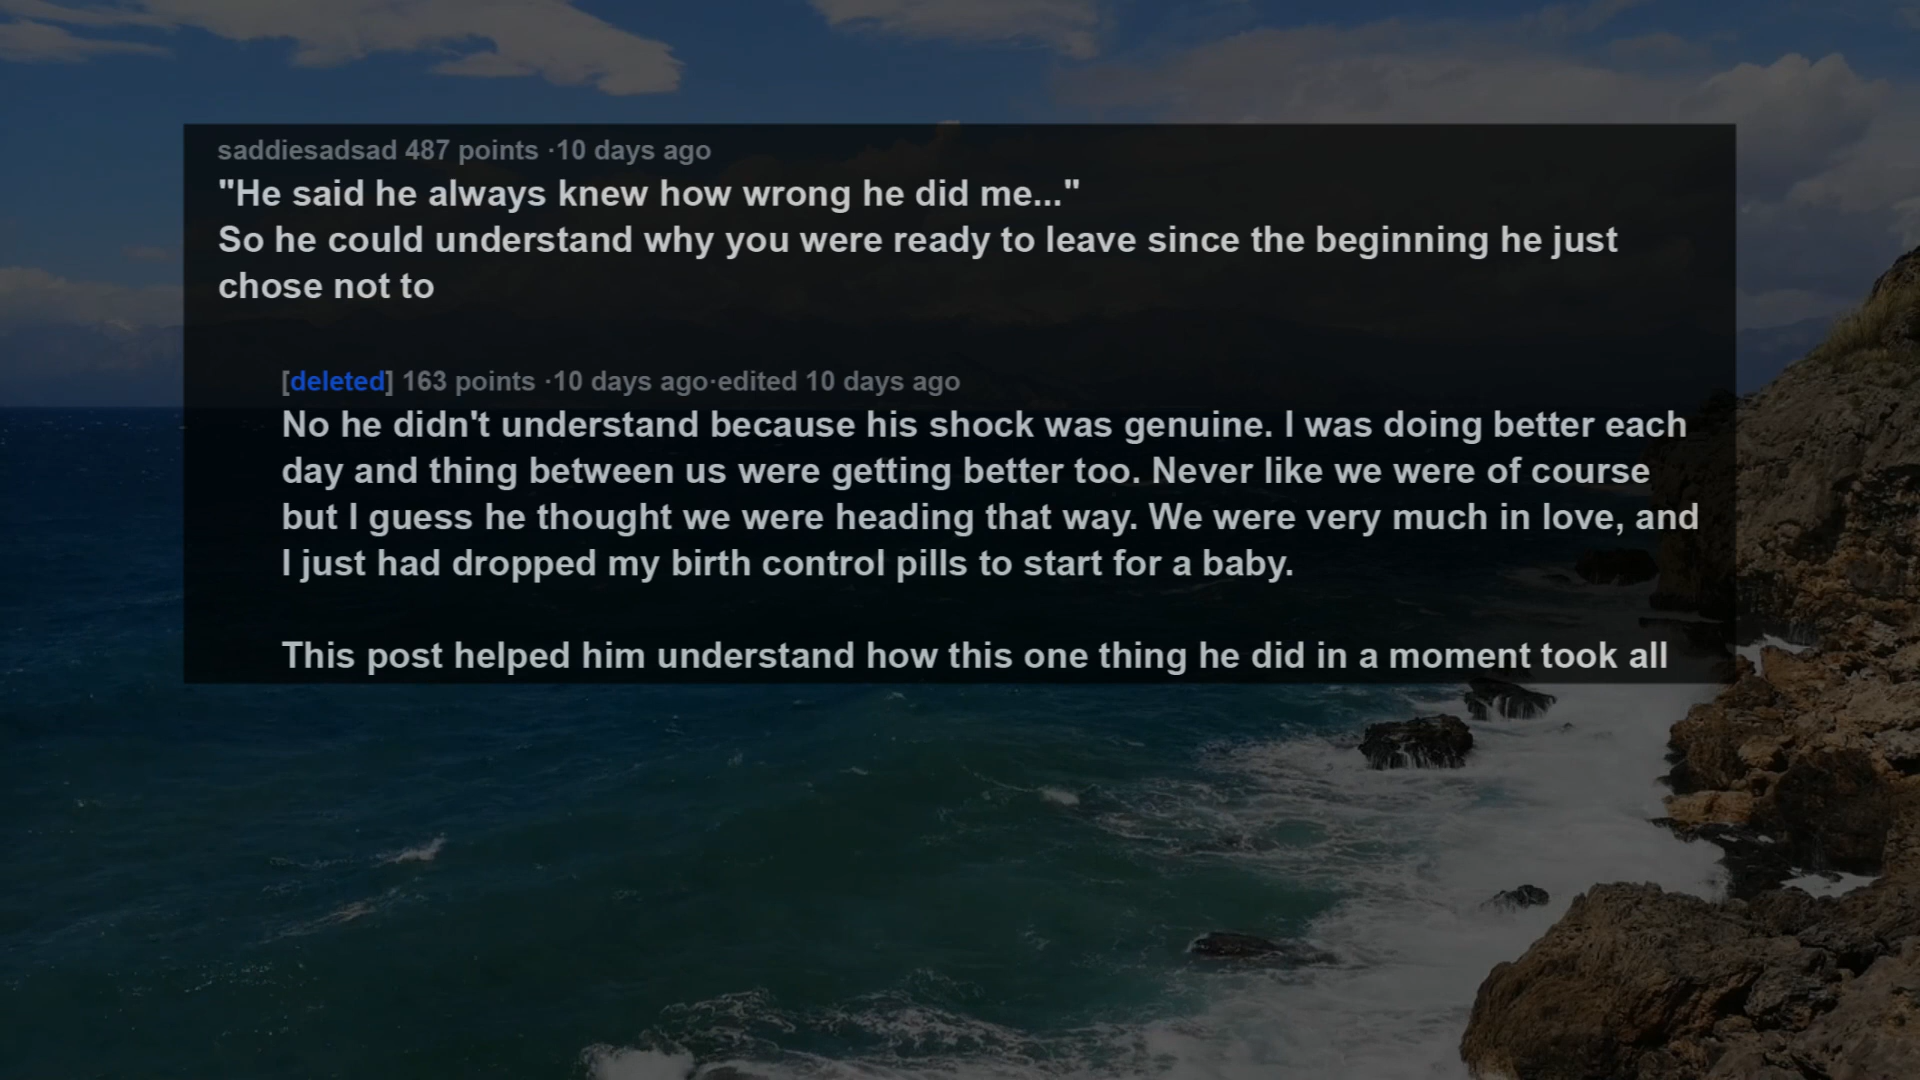 saddiesadsad 487 points ·10 days ago
"He said he always knew how wrong he did me..."
So he could understand why you were ready to leave since the beginning he just
chose not to
[deleted] 163 points ·10 days ago·edited 10 days ago
No he didn't understand because his shock was genuine. I was doing better each
day and thing between us were getting better too. Never like we were of course
but I guess he thought we were heading that way. We were very much in love, and
I just had dropped my birth control pills to start for a baby.
This post helped him understand how this one thing he did in a moment took all